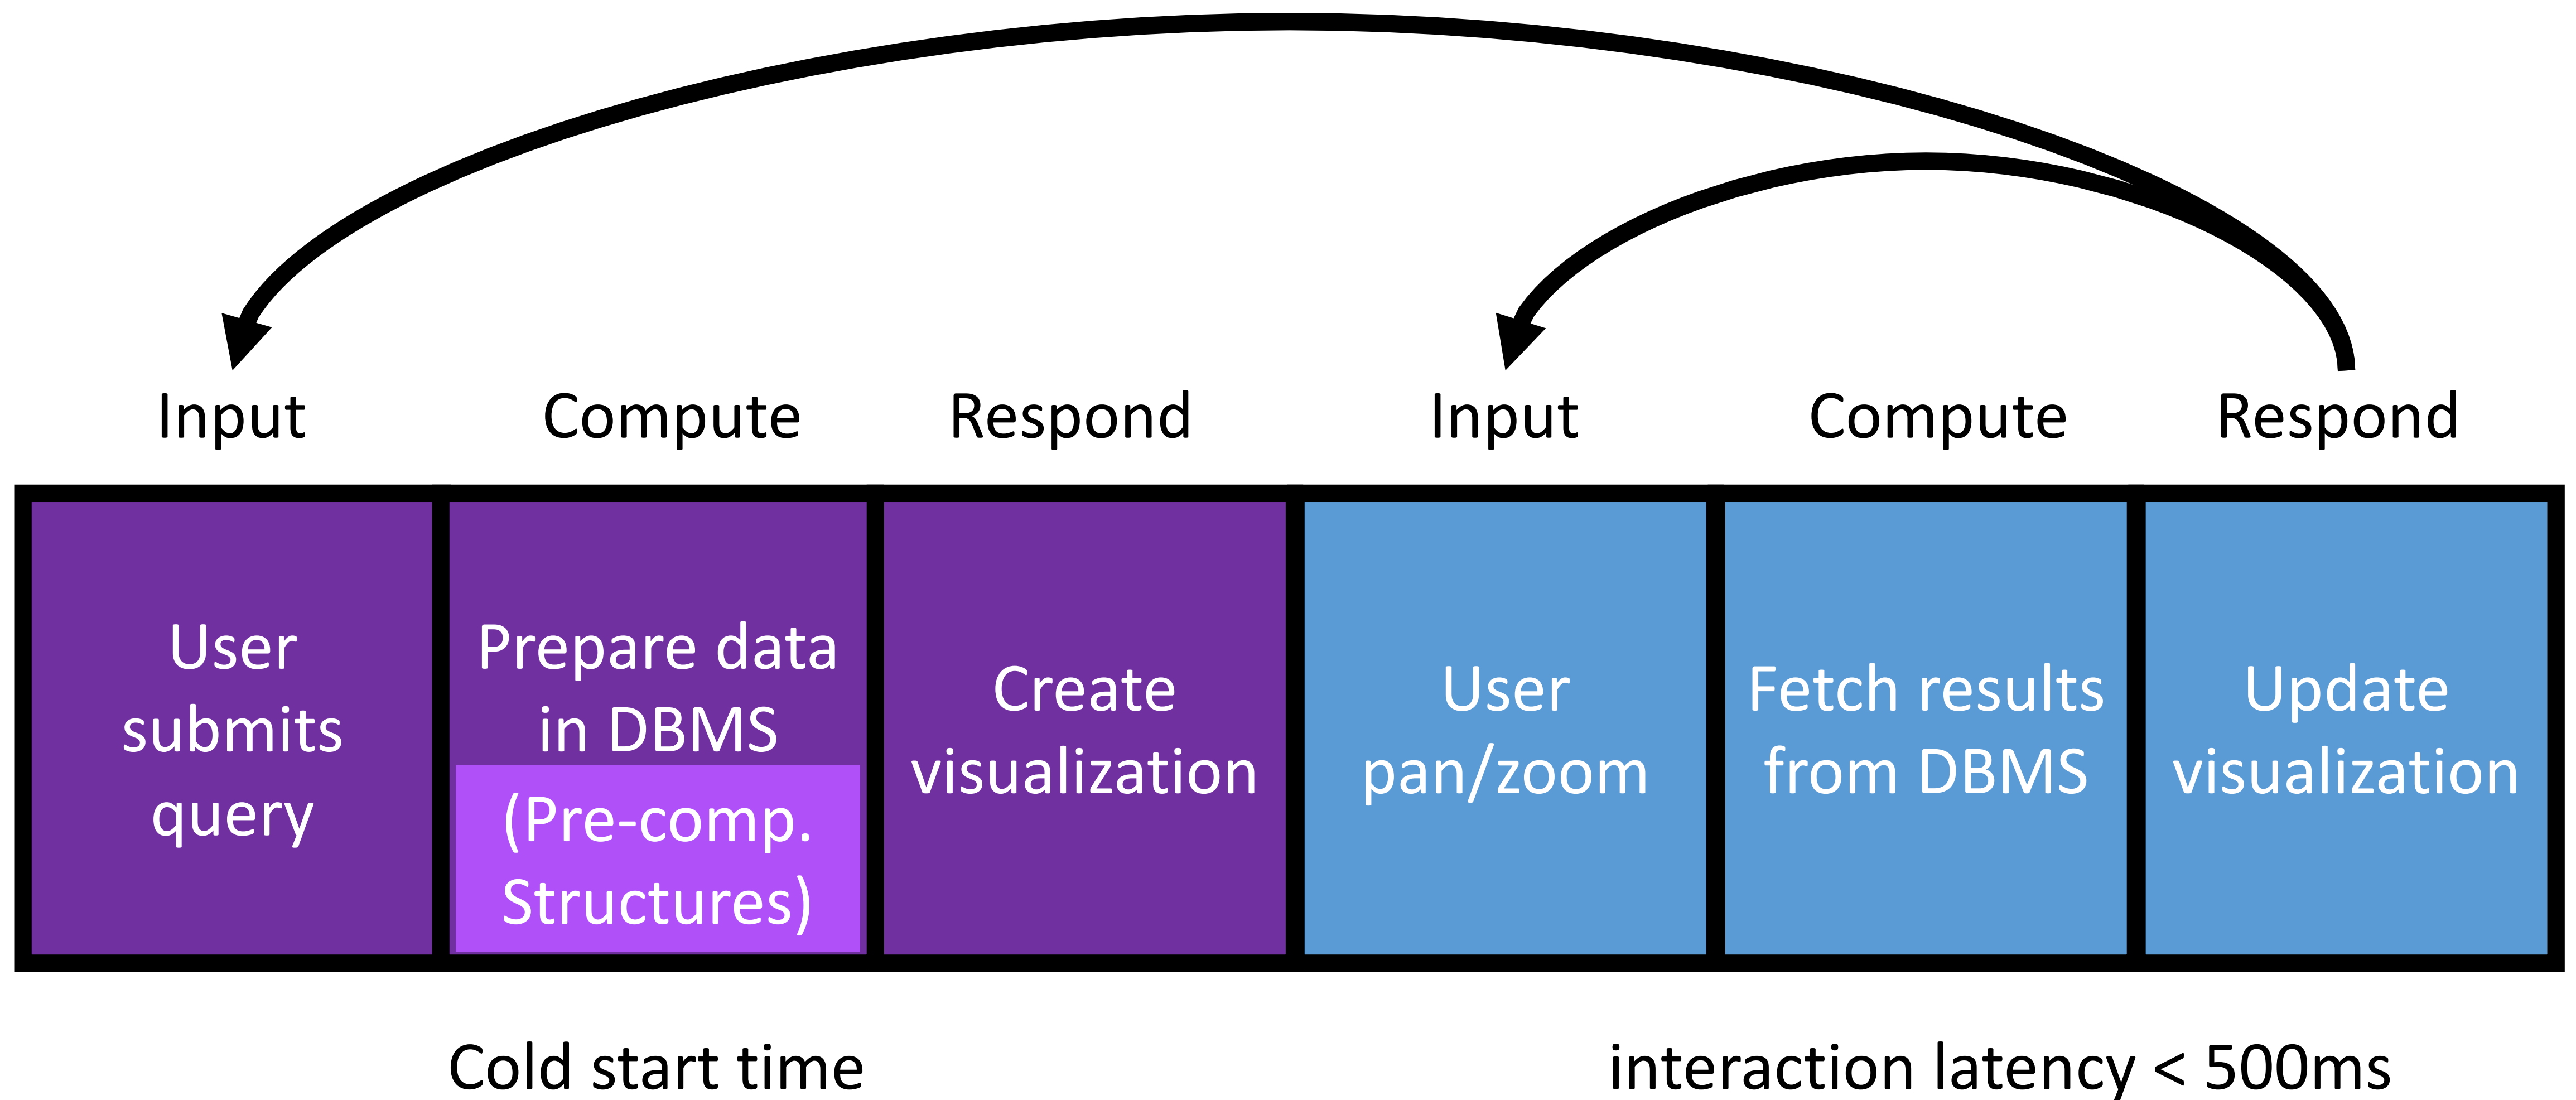 Input
Compute
Respond
Input
Compute
Respond
User
submits
query
Prepare data
in DBMS
(Pre-comp.
Structures)
Create
visualization
User
pan/zoom
Fetch results
from DBMS
Update
visualization
Cold start time
interaction latency < 500ms